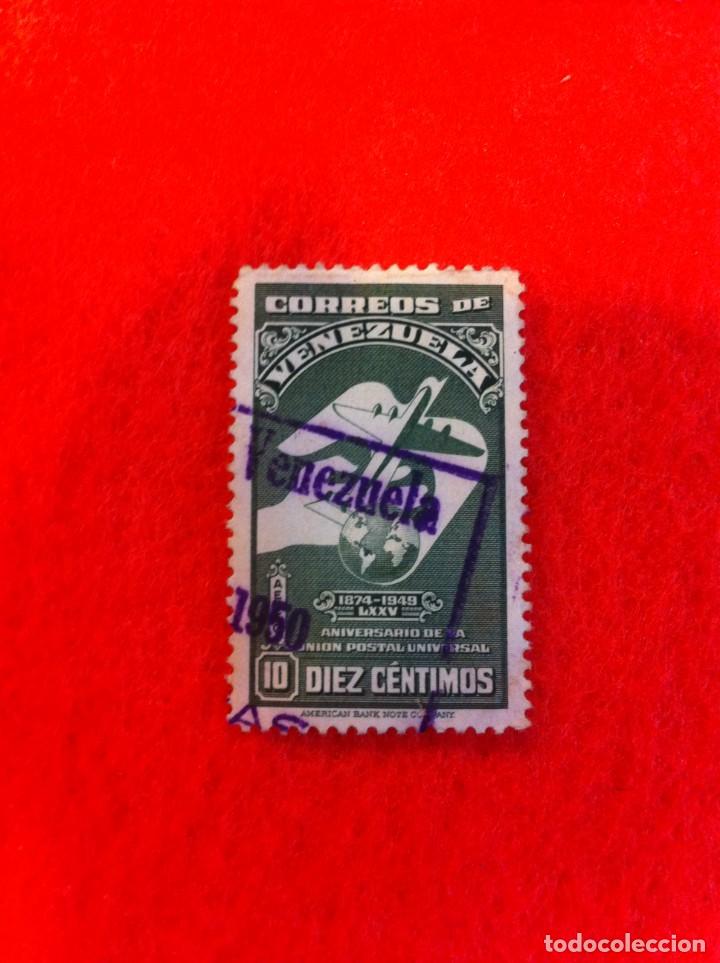 CORREOS DE
VENEZUELA
Venezuela
1874-1949
LXXV
1950
ANIVERSARIO DE LA
UNION POSTAL UNIVERSAL
10 DIEZ CÉNTIMOS
AMERICAN BANK NOTE COMPANY.
todocoleccion
todocoleccion